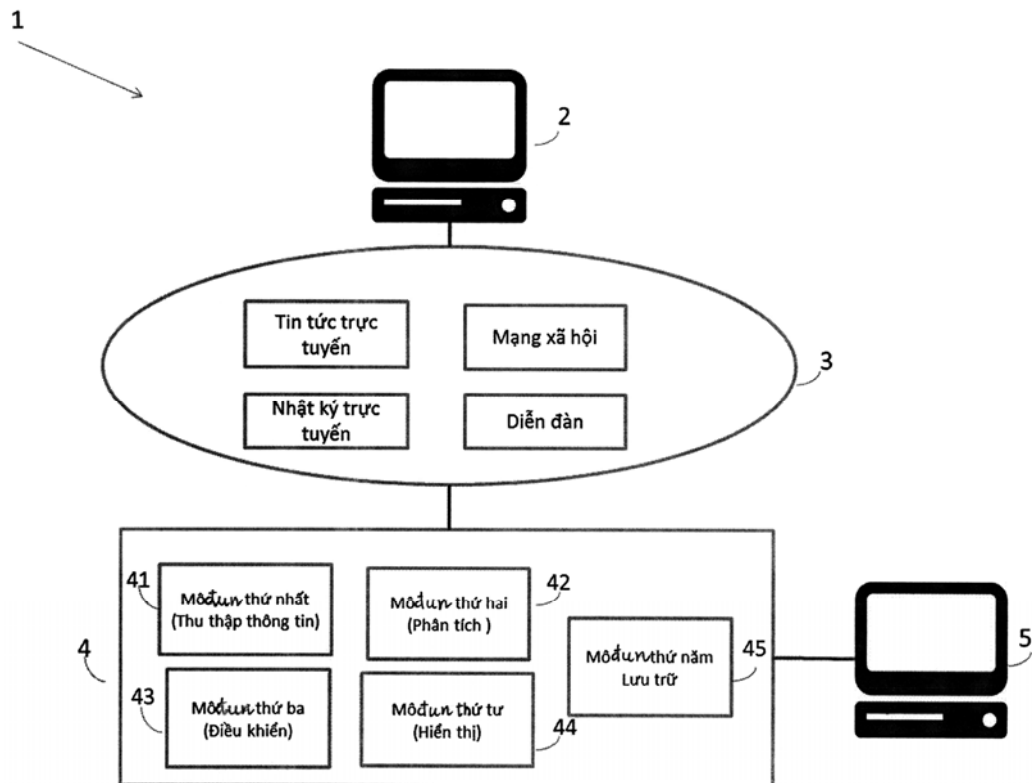 1
2
Tin tức trực
tuyến
Mạng xã hội
3
Nhật ký trực
tuyến
Diễn đàn
41
Môđun thứ nhất
(Thu thập thông tin)
42
Môđun thứ hai
(Phân tích )
4
43
Môđun thứ ba
(Điều khiển)
Môđun thứ tư
(Hiển thị)
44
Môđun thứ năm
Lưu trữ
45
5